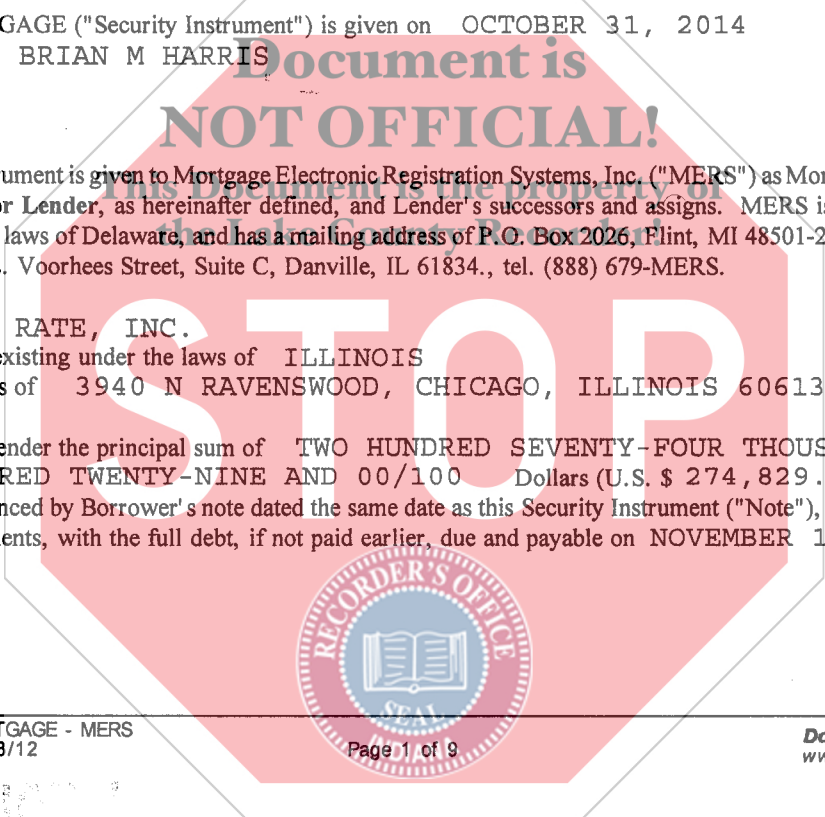 GAGE ("Security Instrument") is given on OCTOBER 31, 2014
BRIAN M HARRIS
Document is
NOT OFFICIAL!
ument is given to Mortgage Electronic Registration Systems, Inc. ("MERS") as Mor
This Document is the property of
r Lender, as hereinafter defined, and Lender's successors and assigns. MERS is
the Lake County Recorder!
laws of Delaware, and has a mailing address of P.O. Box 2026, Flint, MI 48501-2
. Voorhees Street, Suite C, Danville, IL 61834., tel. (888) 679-MERS.
STOP
RATE, INC.
existing under the laws of ILLINOIS
s of 3940 N RAVENSWOOD, CHICAGO, ILLINOIS 60613
ender the principal sum of TWO HUNDRED SEVENTY-FOUR THOUS
RED TWENTY-NINE AND 00/100 Dollars (U.S. $ 274,829.
nced by Borrower's note dated the same date as this Security Instrument ("Note"),
ents, with the full debt, if not paid earlier, due and payable on NOVEMBER 1
RECORDER'S OFFICE
SEAL
INDIANA
TGAGE - MERS
3/12
Page 1 of 9
Do
ww